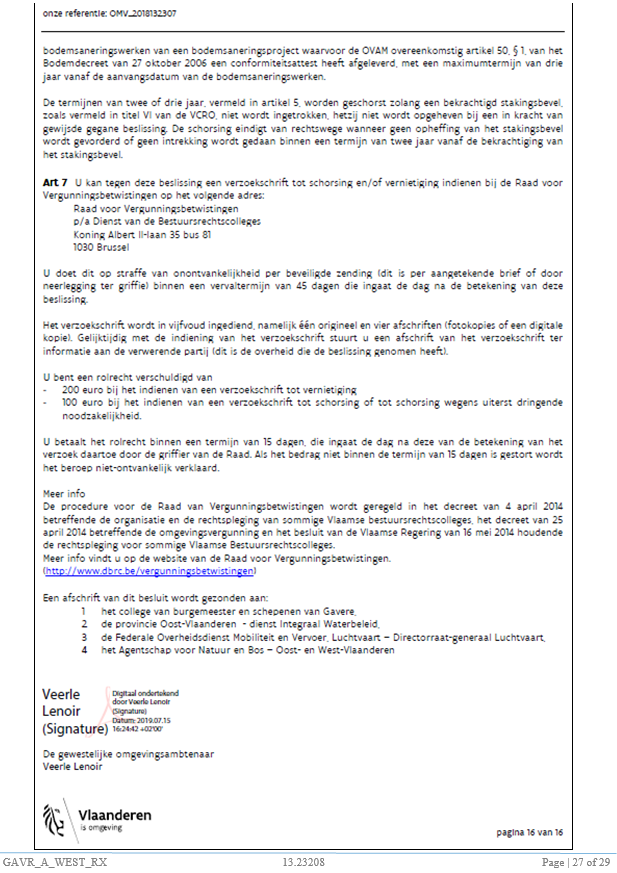 onze referentie: OMV_2018132307
bodemsaneringswerken van een bodemsaneringsproject waarvoor de OVAM overeenkomstig artikel 50, § 1, van het
Bodemdecreet van 27 oktober 2006 een conformiteitsattest heeft afgeleverd, met een maximumtermijn van drie
jaar vanaf de aanvangsdatum van de bodemsaneringswerken.
De termijnen van twee of drie jaar, vermeld in artikel 5, worden geschorst zolang een bekrachtigd stakingsbevel,
zoals vermeld in titel VI van de VCRO, niet wordt ingetrokken, hetzij niet wordt opgeheven bij een in kracht van
gewijsde gegane beslissing. De schorsing eindigt van rechtswege wanneer geen opheffing van het stakingsbevel
wordt gevorderd of geen intrekking wordt gedaan binnen een termijn van twee jaar vanaf de bekrachtiging van
het stakingsbevel.
Art 7 U kan tegen deze beslissing een verzoekschrift tot schorsing en/of vernietiging indienen bij de Raad voor
Vergunningsbetwistingen op het volgende adres:
Raad voor Vergunningsbetwistingen
p/a Dienst van de Bestuursrechtscolleges
Koning Albert II-laan 35 bus 81
1030 Brussel
U doet dit op straffe van onontvankelijkheid per beveiligde zending (dit is per aangetekende brief of door
neerlegging ter griffie) binnen een vervaltermijn van 45 dagen die ingaat de dag na de betekening van deze
beslissing.
Het verzoekschrift wordt in vijfvoud ingediend, namelijk één origineel en vier afschriften (fotokopies of een digitale
kopie). Gelijktijdig met de indiening van het verzoekschrift stuurt u een afschrift van het verzoekschrift ter
informatie aan de verwerende partij (dit is de overheid die de beslissing genomen heeft).
U bent een rolrecht verschuldigd van
- 200 euro bij het indienen van een verzoekschrift tot vernietiging
- 100 euro bij het indienen van een verzoekschrift tot schorsing of tot schorsing wegens uiterst dringende
noodzakelijkheid.
U betaalt het rolrecht binnen een termijn van 15 dagen, die ingaat de dag na deze van de betekening van het
verzoek daartoe door de griffier van de Raad. Als het bedrag niet binnen de termijn van 15 dagen is gestort wordt
het beroep niet-ontvankelijk verklaard.
Meer info
De procedure voor de Raad van Vergunningsbetwistingen wordt geregeld in het decreet van 4 april 2014
betreffende de organisatie en de rechtspleging van sommige Vlaamse bestuursrechtscolleges, het decreet van 25
april 2014 betreffende de omgevingsvergunning en het besluit van de Vlaamse Regering van 16 mei 2014 houdende
de rechtspleging voor sommige Vlaamse Bestuursrechtscolleges.
Meer info vindt u op de website van de Raad voor Vergunningsbetwistingen.
(http://www.dbrc.be/vergunningsbetwistingen)
Een afschrift van dit besluit wordt gezonden aan:
1 het college van burgemeester en schepenen van Gavere,
2 de provincie Oost-Vlaanderen - dienst Integraal Waterbeleid,
3 de Federale Overheidsdienst Mobiliteit en Vervoer, Luchtvaart – Directorraat-generaal Luchtvaart,
4 het Agentschap voor Natuur en Bos – Oost- en West-Vlaanderen
Veerle
Lenoir
(Signature)
Digitaal ondertekend
door Veerle Lenoir
(Signature)
Datum: 2019.07.15
16:24:42 +02'00'
De gewestelijke omgevingsambtenaar
Veerle Lenoir
Vlaanderen
is omgeving
pagina 16 van 16
GAVR_A_WEST_RX 13.23208 Page | 27 of 29